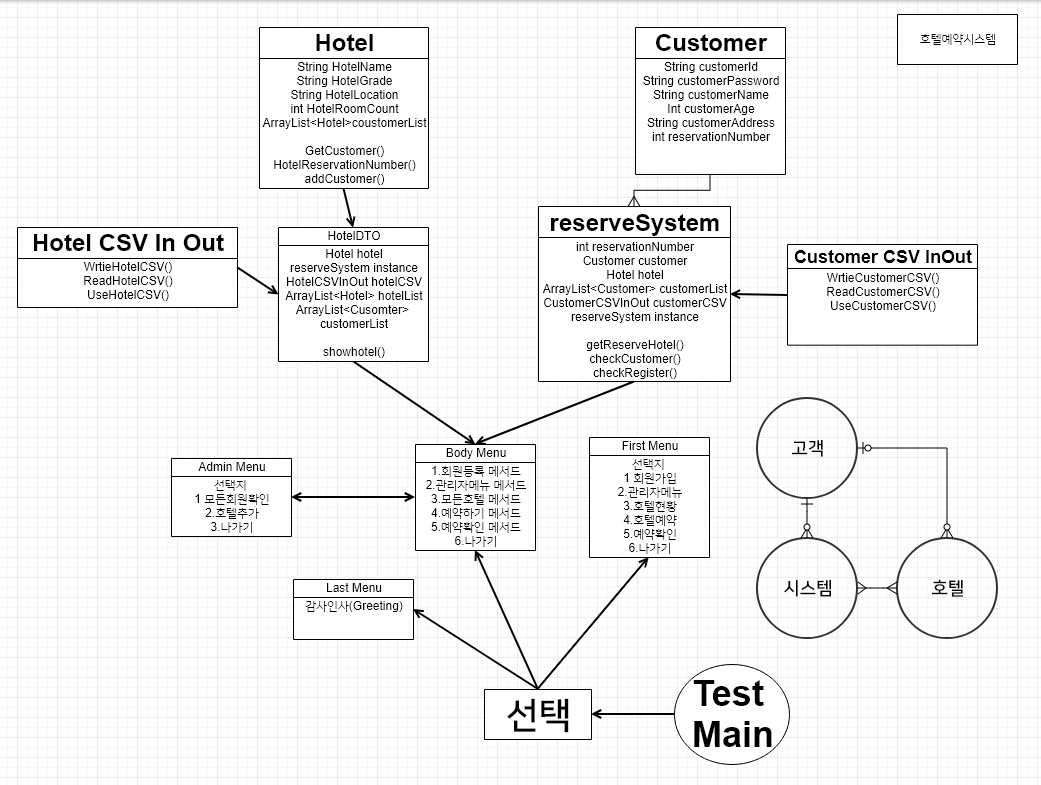 호텔예약시스템
Hotel
String HotelName
String HotelGrade
String HotelLocation
int HotelRoomCount
ArrayList<Hotel>coustomerList
GetCustomer()
HotelReservationNumber()
addCustomer()
Customer
String customerId
String customerPassword
String customerName
Int customerAge
String customerAddress
int reservationNumber
Hotel CSV In Out
WrtieHotelCSV()
ReadHotelCSV()
UseHotelCSV()
HotelDTO
Hotel hotel
reserveSystem instance
HotelCSVInOut hotelCSV
ArrayList<Hotel> hotelList
ArrayList<Cusomter>
customerList
showhotel()
reserveSystem
int reservationNumber
Customer customer
Hotel hotel
ArrayList<Customer> customerList
CustomerCSVInOut customerCSV
reserveSystem instance
getReserveHotel()
checkCustomer()
checkRegister()
Customer CSV InOut
WrtieCustomerCSV()
ReadCustomerCSV()
UseCustomerCSV()
Admin Menu
선택지
1 모든회원확인
2.호텔추가
3.나가기
Body Menu
1.회원등록 메서드
2.관리자메뉴 메서드
3.모든호텔 메서드
4.예약하기 메서드
5.예약확인 메서드
6.나가기
First Menu
선택지
1 회원가입
2.관리자메뉴
3.호텔현황
4.호텔예약
5.예약확인
6.나가기
고객
시스템
호텔
Last Menu
감사인사(Greeting)
선택
Test
Main